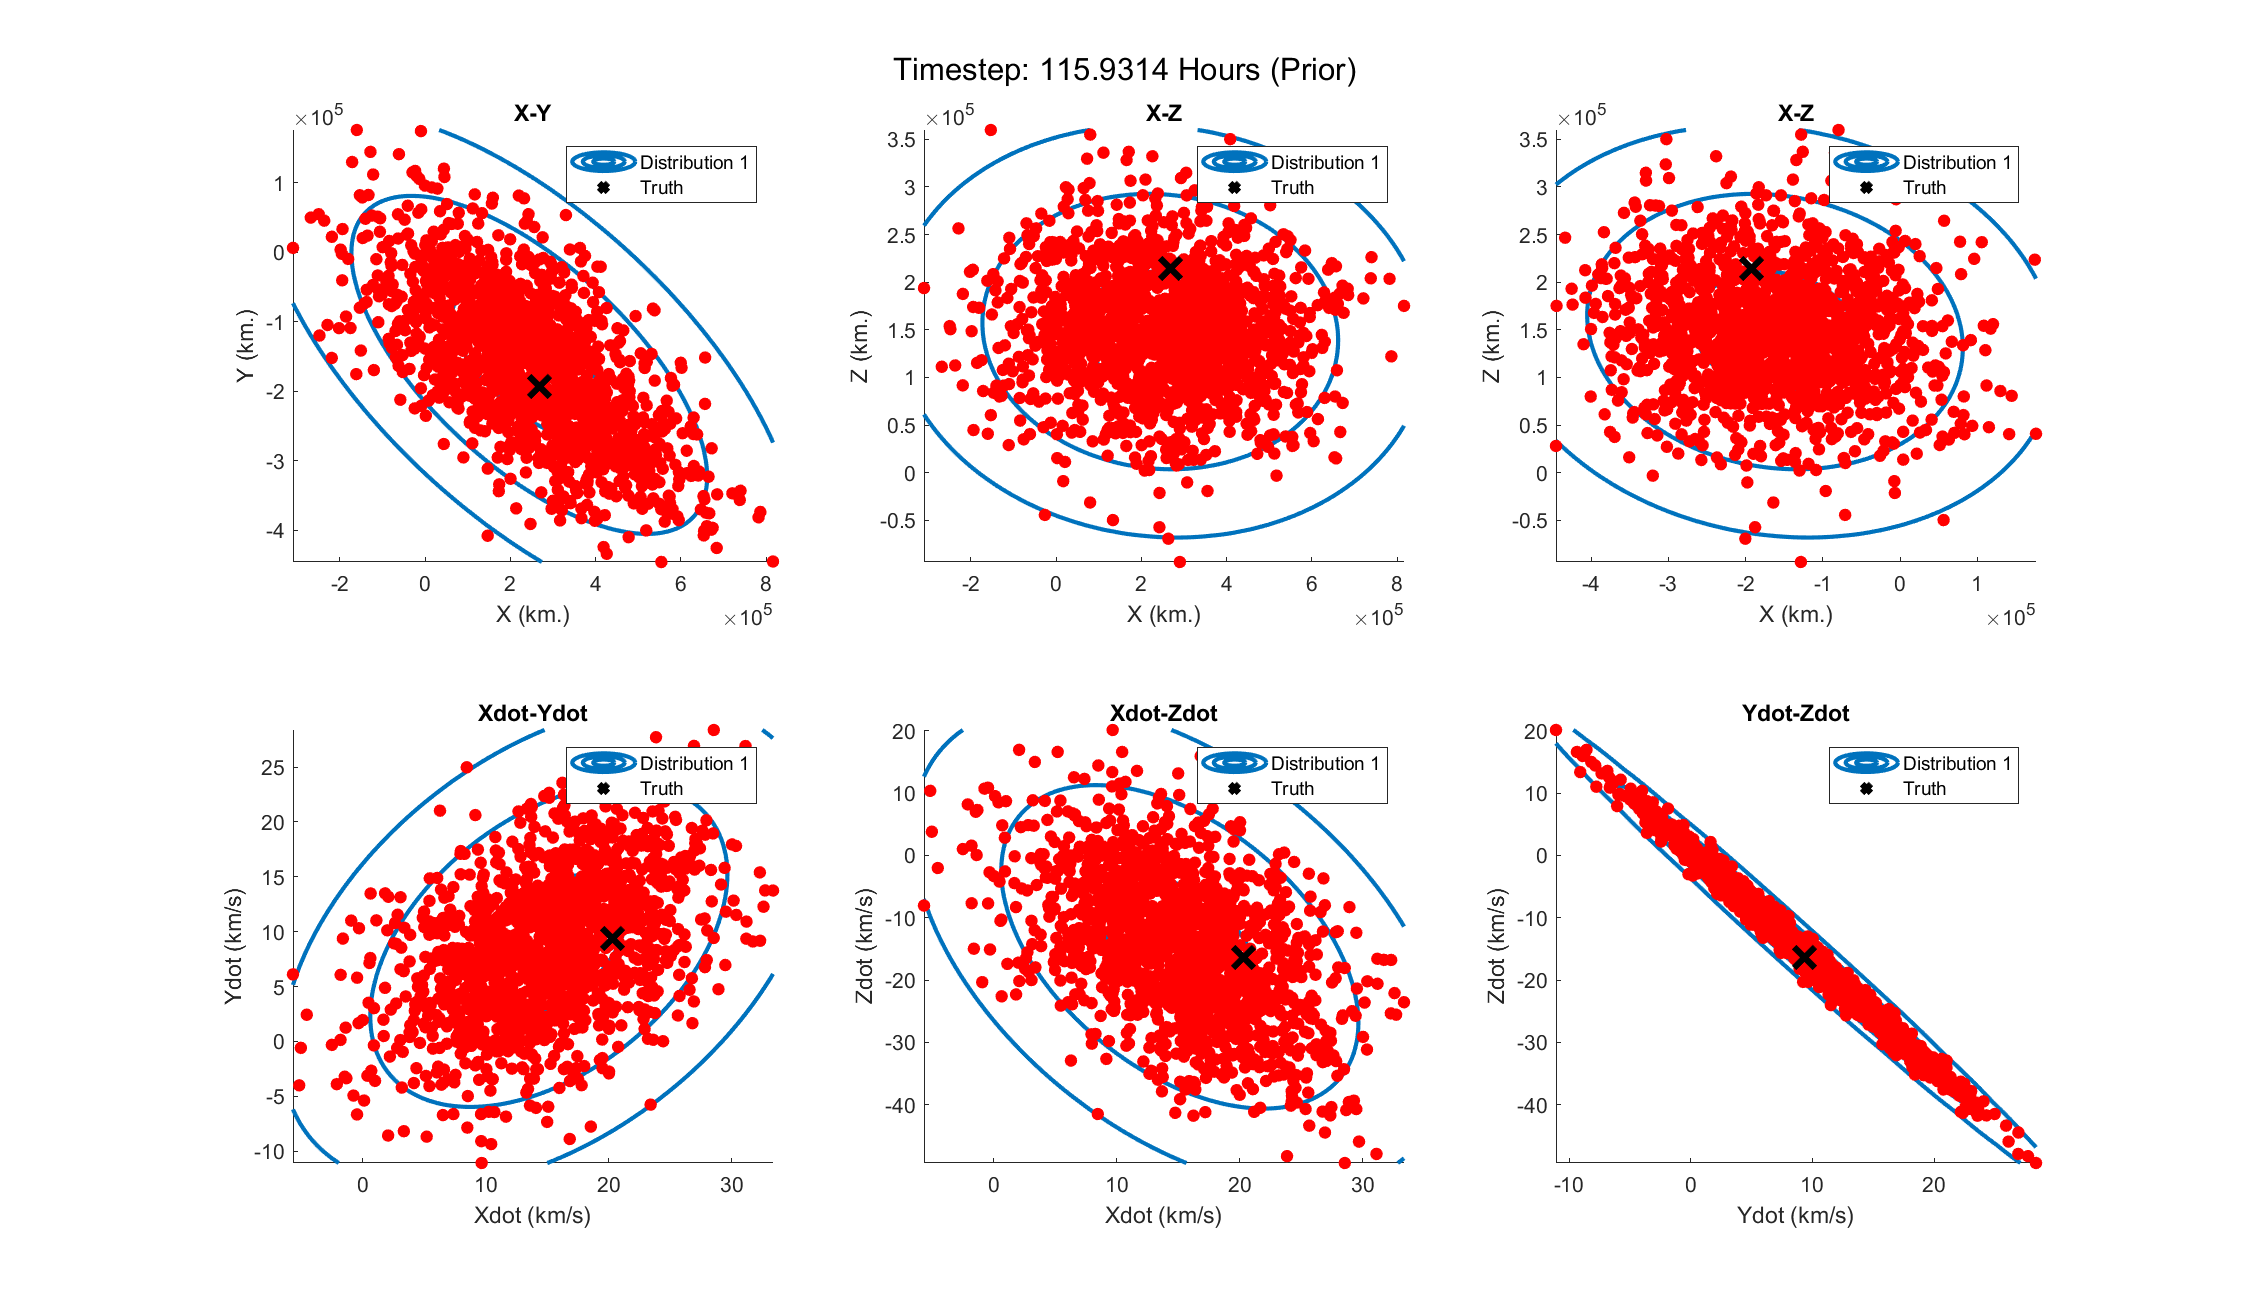 Timestep: 115.9314 Hours (Prior)
X-Y
×10^5
Distribution 1
Truth
1
0
-1
-2
-3
-4
Y (km.)
-2 0 2 4 6 8
X (km.)
×10^5
X-Z
×10^5
Distribution 1
Truth
3.5
3
2.5
2
1.5
1
0.5
0
-0.5
Z (km.)
-2 0 2 4 6 8
X (km.)
×10^5
X-Z
×10^5
Distribution 1
Truth
3.5
3
2.5
2
1.5
1
0.5
0
-0.5
Z (km.)
-4 -3 -2 -1 0 1
X (km.)
×10^5
Xdot-Ydot
Distribution 1
Truth
25
20
15
10
5
0
-5
-10
Ydot (km/s)
0 10 20 30
Xdot (km/s)
Xdot-Zdot
Distribution 1
Truth
20
10
0
-10
-20
-30
-40
Zdot (km/s)
0 10 20 30
Xdot (km/s)
Ydot-Zdot
Distribution 1
Truth
20
10
0
-10
-20
-30
-40
Zdot (km/s)
-10 0 10 20
Ydot (km/s)